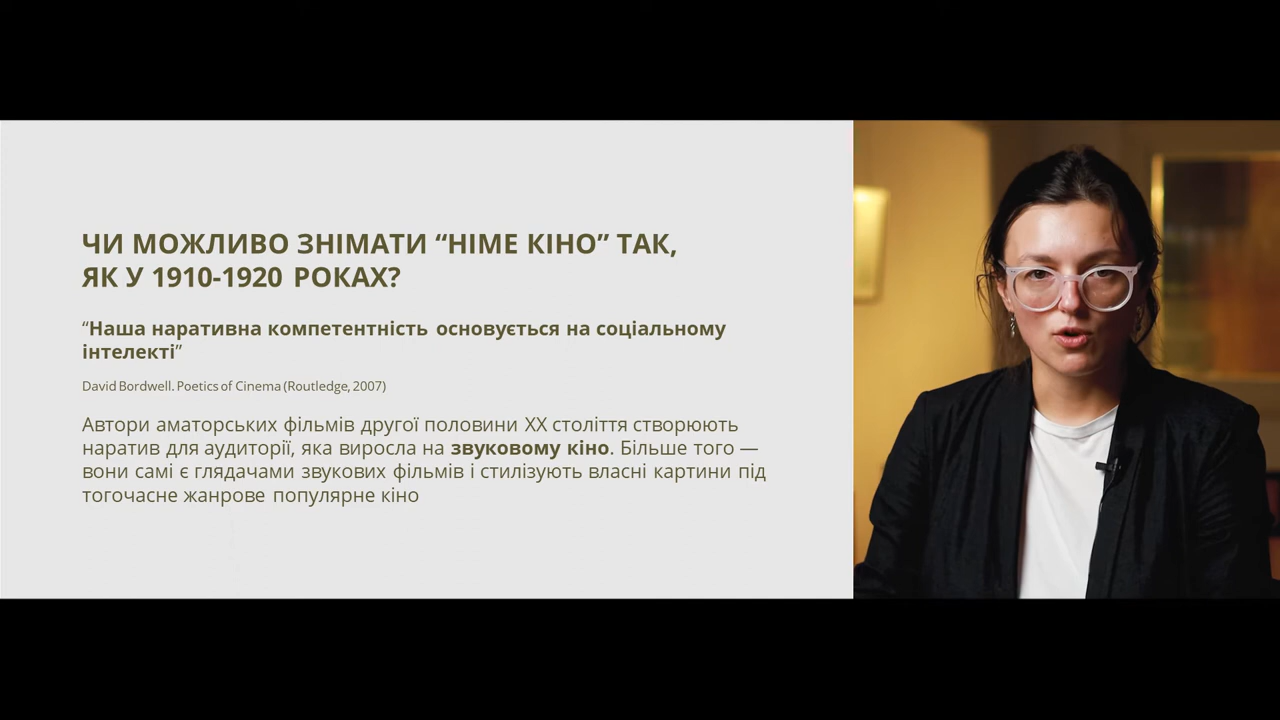 ЧИ МОЖЛИВО ЗНІМАТИ “НІМЕ КІНО” ТАК,
ЯК У 1910-1920 РОКАХ?
“Наша наративна компетентність основується на соціальному
інтелекті”
David Bordwell. Poetics of Cinema (Routledge, 2007)
Автори аматорських фільмів другої половини ХХ століття створюють
наратив для аудиторії, яка виросла на звуковому кіно. Більше того —
вони самі є глядачами звукових фільмів і стилізують власні картини під
тогочасне жанрове популярне кіно